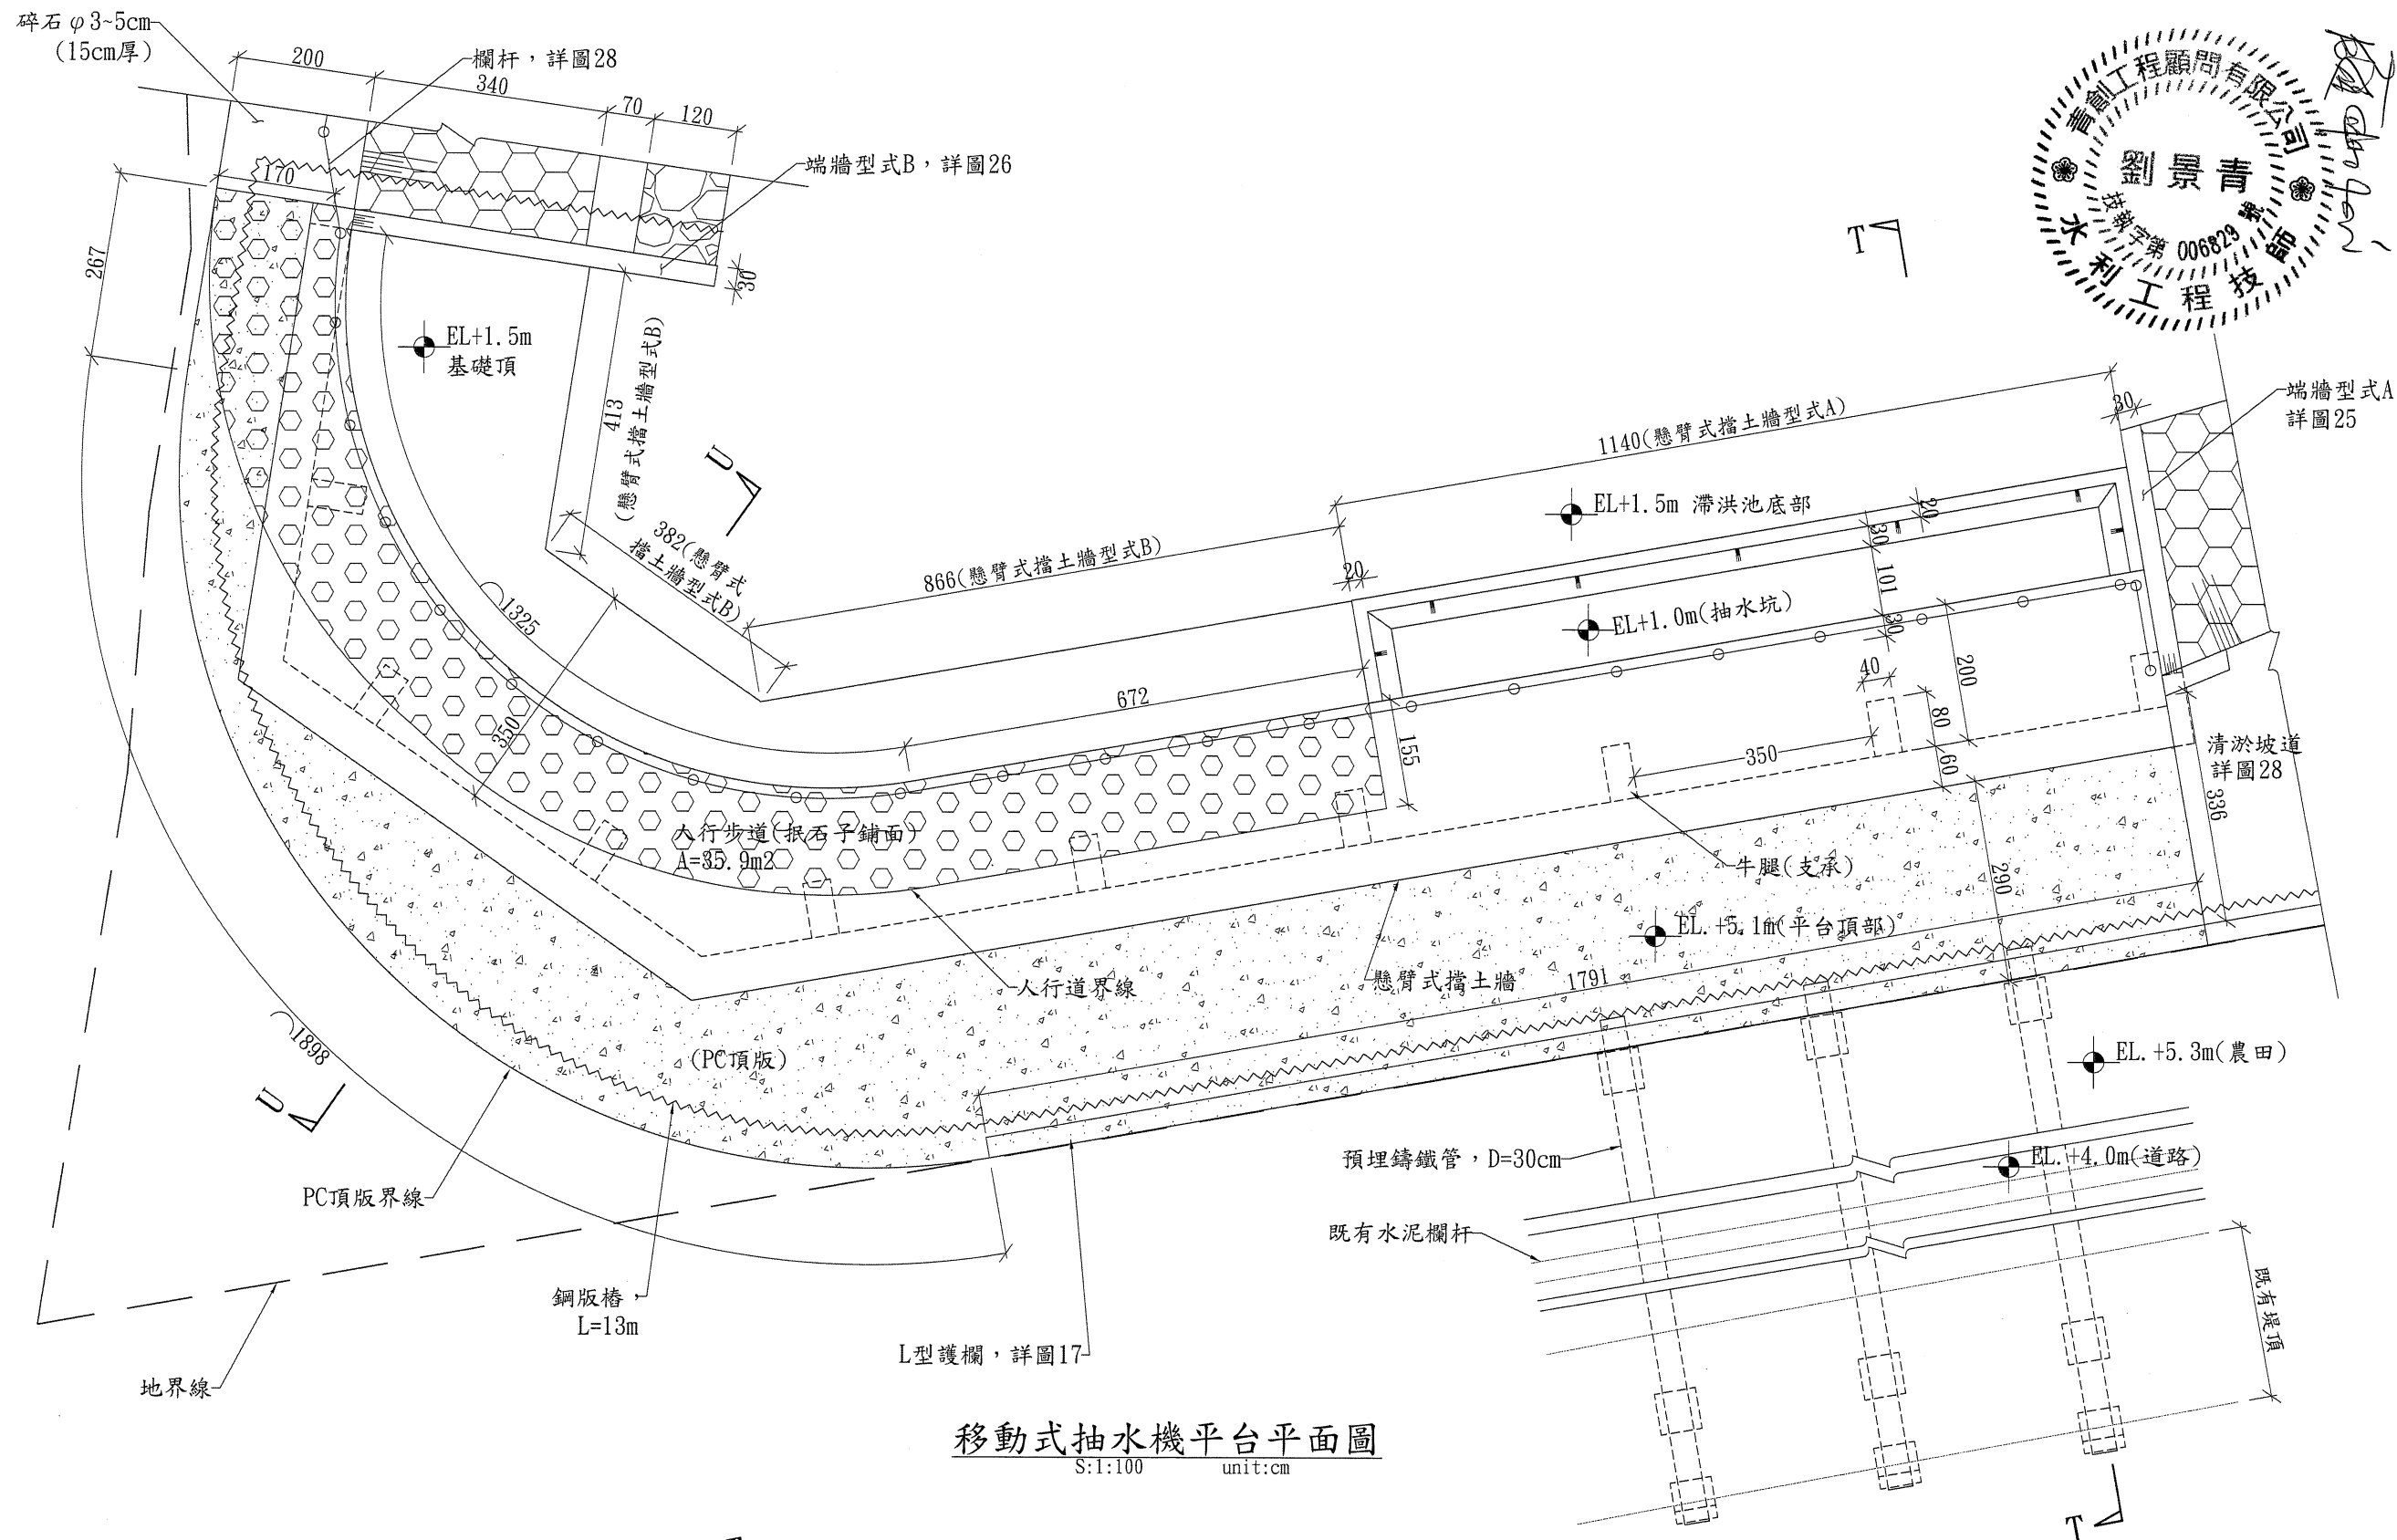 碎石φ3~5cm
(15cm厚)
200
欄杆，詳圖28
340
70
120
端牆型式B，詳圖26
170
267
30
EL+1.5m
基礎頂
413
(懸臂式擋土牆型式B)
U
382(懸臂式
擋土牆型式B)
1325
350
866(懸臂式擋土牆型式B)
672
20
1140(懸臂式擋土牆型式A)
30
端牆型式A
詳圖25
EL+1.5m 滯洪池底部
20
30
101
30
EL+1.0m(抽水坑)
40
200
80
60
350
155
清淤坡道
詳圖28
336
290
人行步道(抿石子鋪面)
A=35.9m2
牛腿(支承)
EL.+5.1m(平台頂部)
人行道界線
懸臂式擋土牆
1791
(PC頂版)
1898
U
EL.+5.3m(農田)
預埋鑄鐵管，D=30cm
EL.+4.0m(道路)
PC頂版界線
既有水泥欄杆
鋼版樁，
L=13m
L型護欄，詳圖17
既有堤頂
地界線
移動式抽水機平台平面圖
S:1:100 unit:cm
T
T
青創工程顧問有限公司
劉景青
技執字第 006829 號
水利工程技師